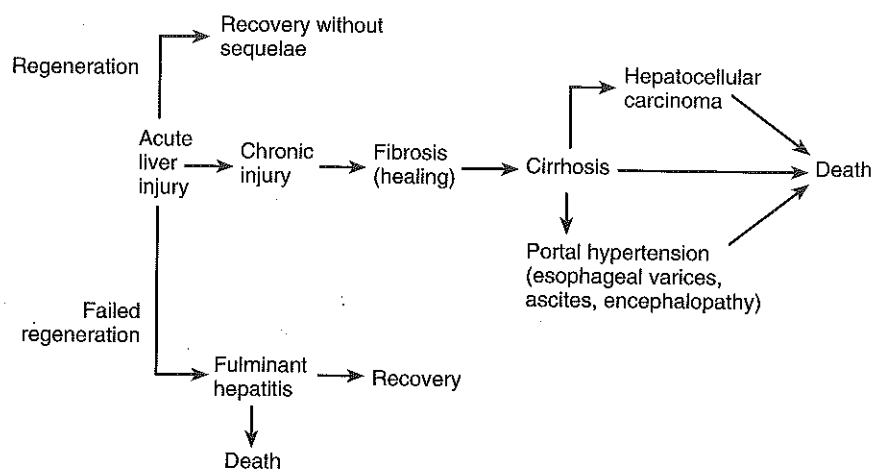 Recovery without
sequelae
Regeneration
Hepatocellular
carcinoma
Acute
liver
injury
Chronic
injury
Fibrosis
(healing)
Cirrhosis
Death
Portal hypertension
(esophageal varices,
ascites, encephalopathy)
Failed
regeneration
Fulminant
hepatitis
Recovery
Death